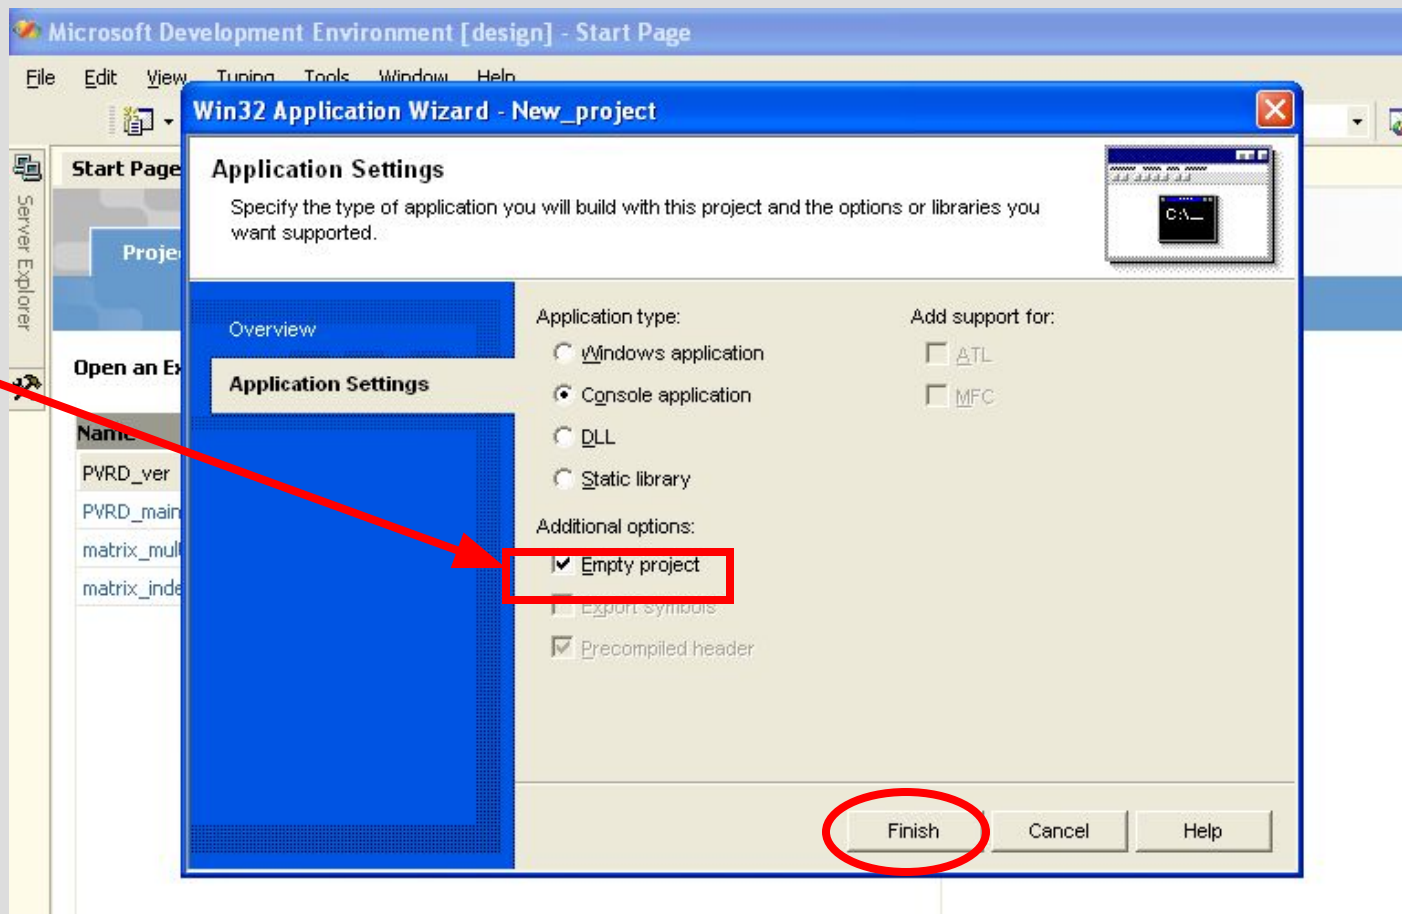 Microsoft Development Environment [design] - Start Page
File Edit View Tuning Tools Window Help
Win32 Application Wizard - New_project
Start Page
Server Explorer
Application Settings
Specify the type of application you will build with this project and the options or libraries you
want supported.
C:\_
Overview
Application Settings
Open an
Name
PVRD_ver
PVRD_main
Application type:
Windows application
Console application
DLL
Static library
Additional options:
Empty project
Export symbols
Precompiled header
Add support for:
ATL
MFC
Finish Cancel Help